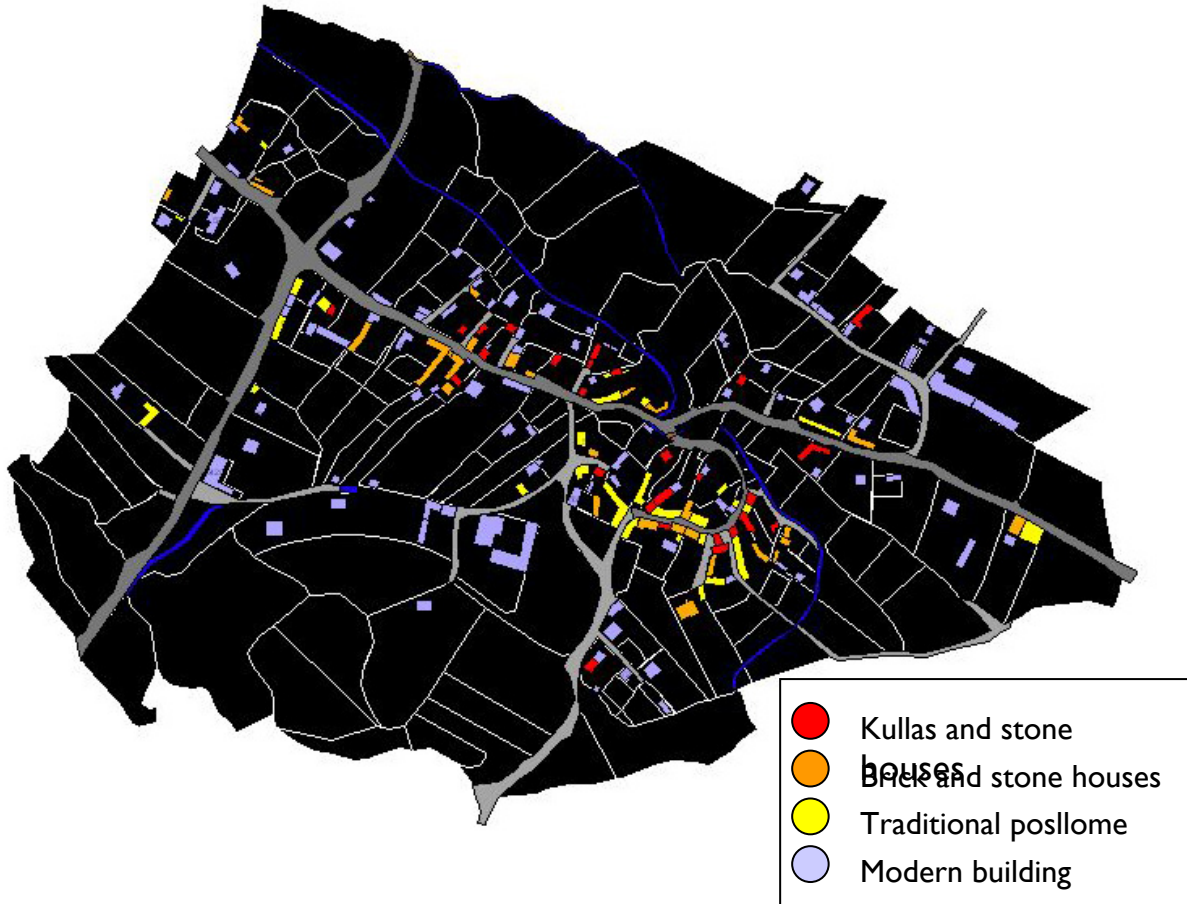 Kullas and stone
houses
Brick and stone houses
Traditional posllome
Modern building